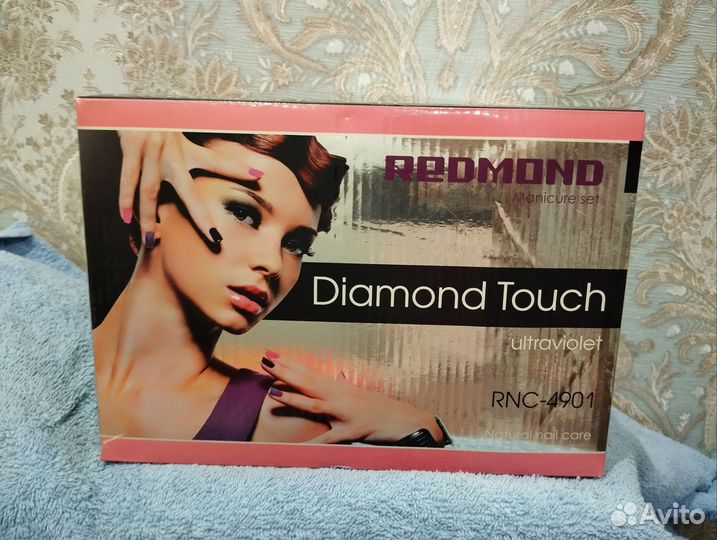 REDMOND
Manicure set
Diamond Touch
ultraviolet
RNC-4901
Natural nail care
Avito